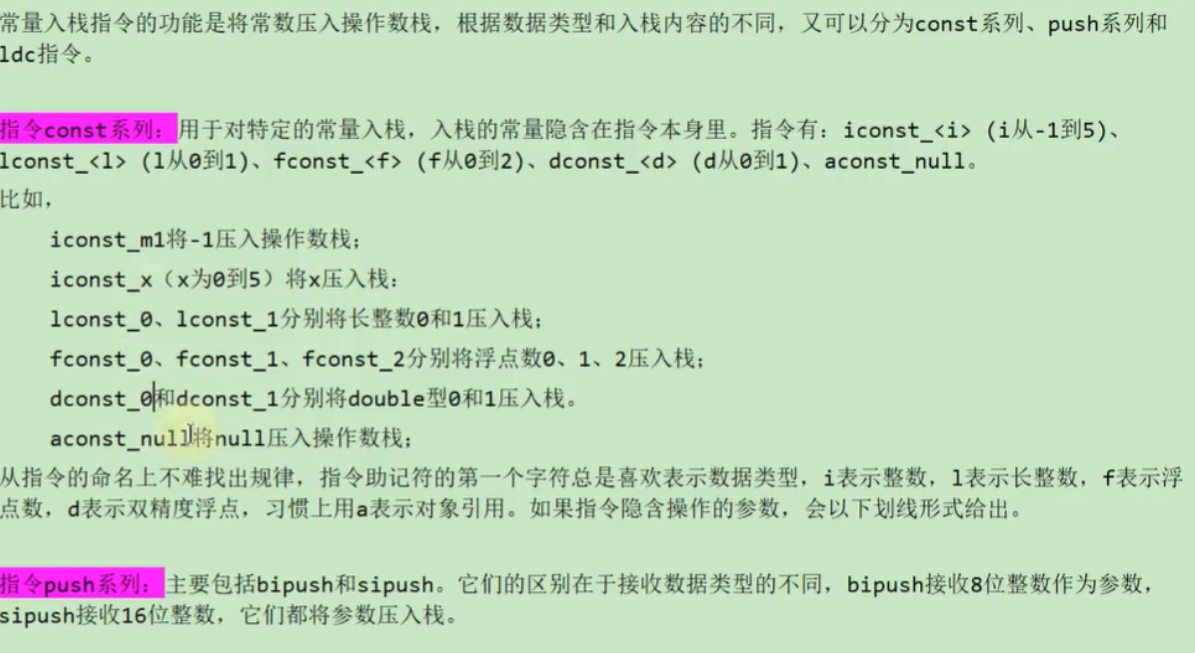 常量入栈指令的功能是将常数压入操作数栈，根据数据类型和入栈内容的不同，又可以分为const系列、push系列和
ldc指令。
指令const系列：用于对特定的常量入栈，入栈的常量隐含在指令本身里。指令有：iconst_<i> (i从-1到5)、
lconst_<l> (l从0到1)、fconst_<f> (f从0到2)、dconst_<d> (d从0到1)、aconst_null。
比如，
iconst_m1将-1压入操作数栈；
iconst_x（x为0到5）将x压入栈：
lconst_0、lconst_1分别将长整数0和1压入栈；
fconst_0、fconst_1、fconst_2分别将浮点数0、1、2压入栈；
dconst_0和dconst_1分别将double型0和1压入栈。
aconst_null将null压入操作数栈；
从指令的命名上不难找出规律，指令助记符的第一个字符总是喜欢表示数据类型，i表示整数，l表示长整数，f表示浮
点数，d表示双精度浮点，习惯上用a表示对象引用。如果指令隐含操作的参数，会以下划线形式给出。
指令push系列：主要包括bipush和sipush。它们的区别在于接收数据类型的不同，bipush接收8位整数作为参数，
sipush接收16位整数，它们都将参数压入栈。